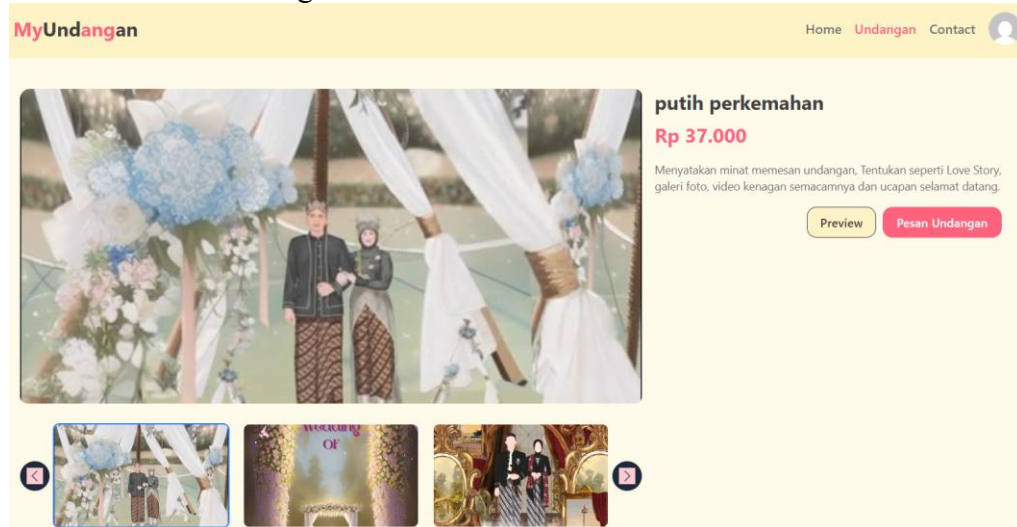 MyUndangan
Home Undangan Contact
putih perkemahan
Rp 37.000
Menyatakan minat memesan undangan, Tentukan seperti Love Story,
galeri foto, video kenagan semacamnya dan ucapan selamat datang.
Preview Pesan Undangan
Wedding
OF